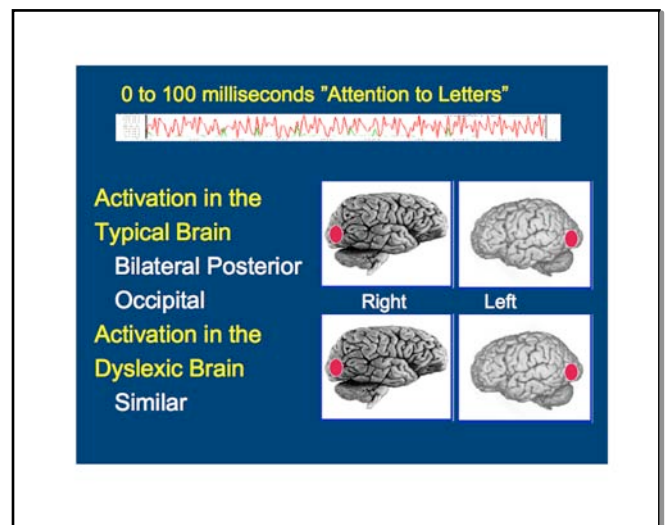 0 to 100 milliseconds ”Attention to Letters”
Activation in the
Typical Brain
Bilateral Posterior
Occipital
Right Left
Activation in the
Dyslexic Brain
Similar